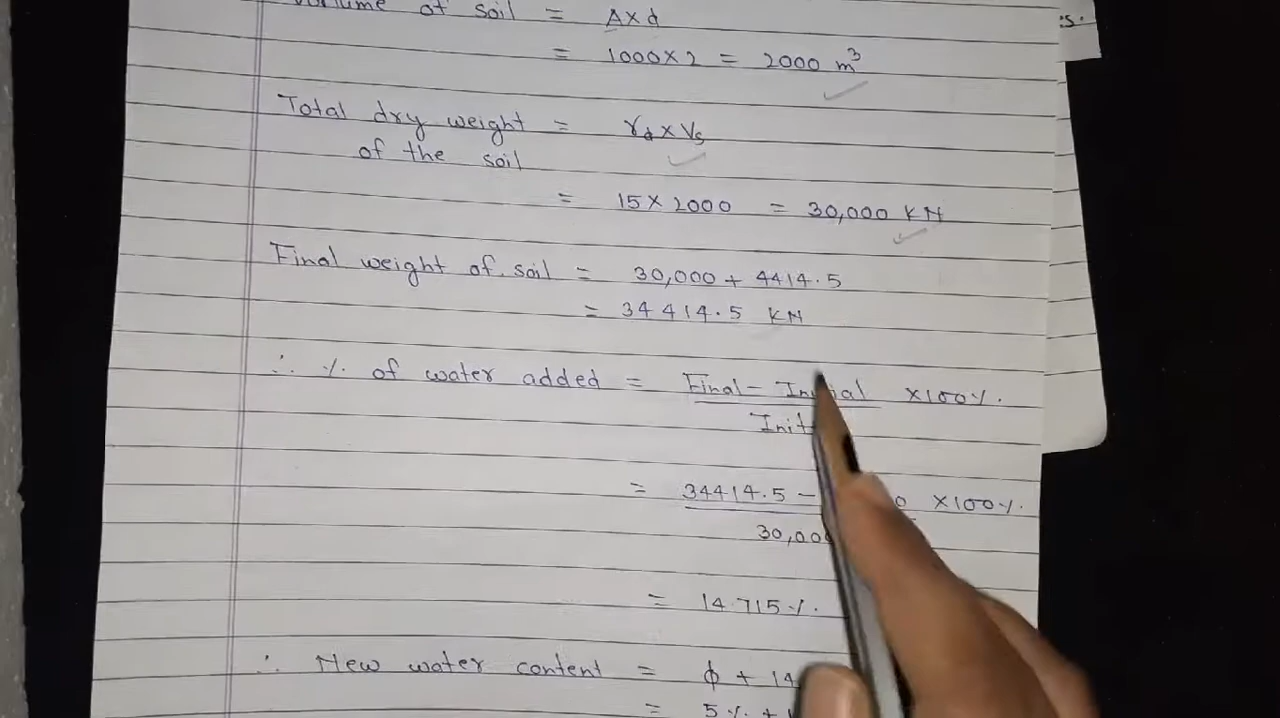 Volume of soil = A×d
= 1000×2 = 2000 m³
Total dry weight of the soil = γd×Vs
= 15×2000 = 30,000 KN
Final weight of soil = 30,000 + 4414.5
= 34414.5 KN
∴ % of water added = Final - Initial / Initial ×100%.
= 34414.5 - / 30,000 ×100%.
= 14.715%.
∴ New water content = ϕ + 14
= 5% +